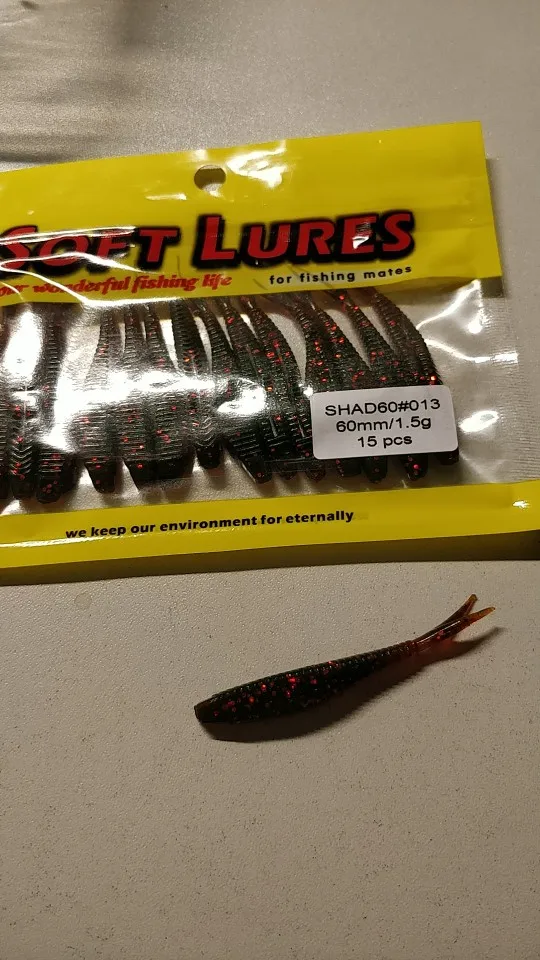 SOFT LURES
your wonderful fishing life
for fishing mates
SHAD60#013
60mm/1.5g
15 pcs
we keep our environment for eternally